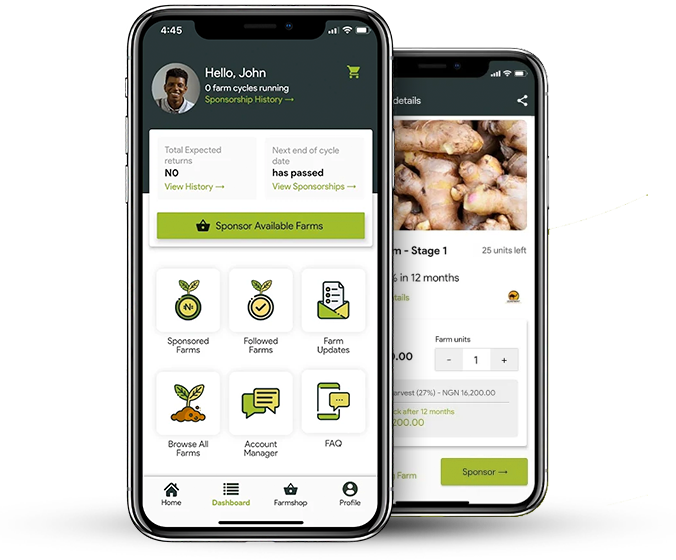 4:45
Hello, John
0 farm cycles running
Sponsorship History →
Total Expected
returns
N0
View History →
Next end of cycle
date
has passed
View Sponsorships →
Sponsor Available Farms
Sponsored
Farms
Followed
Farms
Farm
Updates
Browse All
Farms
Account
Manager
FAQ
Home
Dashboard
Farmshop
Profile
details
m - Stage 1
25 units left
% in 12 months
tails
Farm units
0.00
- 1 +
arvest (27%) - NGN 16,200.00
ck after 12 months
200.00
g Farm
Sponsor →